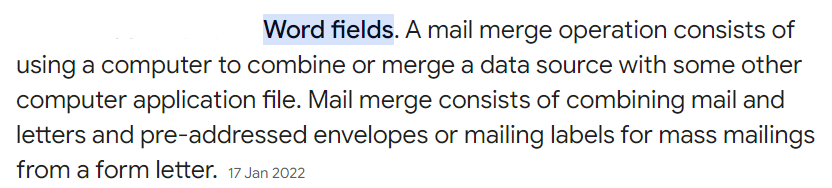 Word fields. A mail merge operation consists of
using a computer to combine or merge a data source with some other
computer application file. Mail merge consists of combining mail and
letters and pre-addressed envelopes or mailing labels for mass mailings
from a form letter. 17 Jan 2022